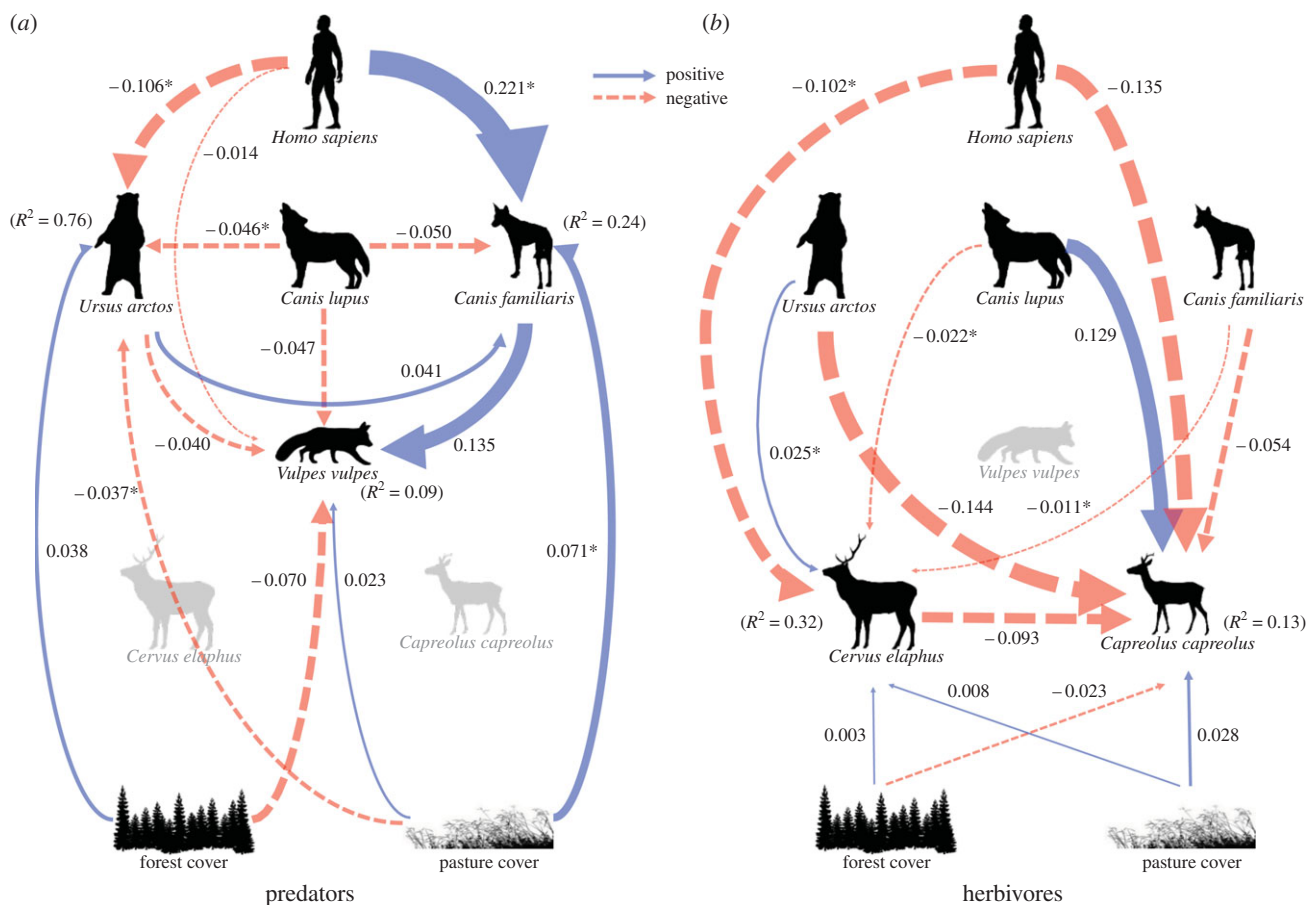 (a)
Homo sapiens
– 0.106*
0.221*
– 0.014
(R² = 0.76)
– 0.046*
– 0.050
(R² = 0.24)
Ursus arctos
Canis lupus
Canis familiaris
– 0.047
0.041
– 0.040
0.135
Vulpes vulpes
(R² = 0.09)
– 0.037*
0.038
– 0.070
0.023
0.071*
Cervus elaphus
Capreolus capreolus
forest cover
pasture cover
predators
positive
negative
(b)
Homo sapiens
– 0.102*
– 0.135
Ursus arctos
Canis lupus
Canis familiaris
– 0.022*
0.129
0.025*
– 0.054
Vulpes vulpes
– 0.144
– 0.011*
(R² = 0.32)
– 0.093
(R² = 0.13)
Cervus elaphus
Capreolus capreolus
0.003
0.008
– 0.023
0.028
forest cover
pasture cover
herbivores